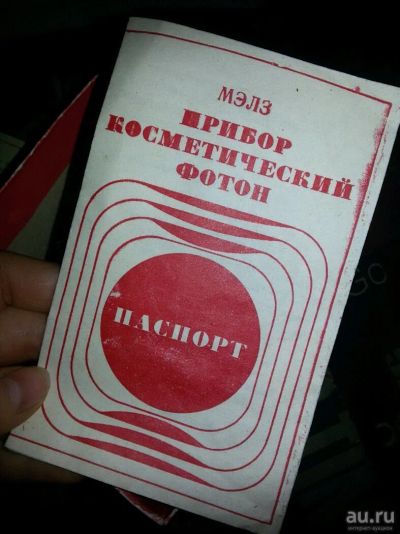 МЭЛЗ
ПРИБОР
КОСМЕТИЧЕСКИЙ
ФОТОН
ПАСПОРТ
au.ru
интернет-аукцион